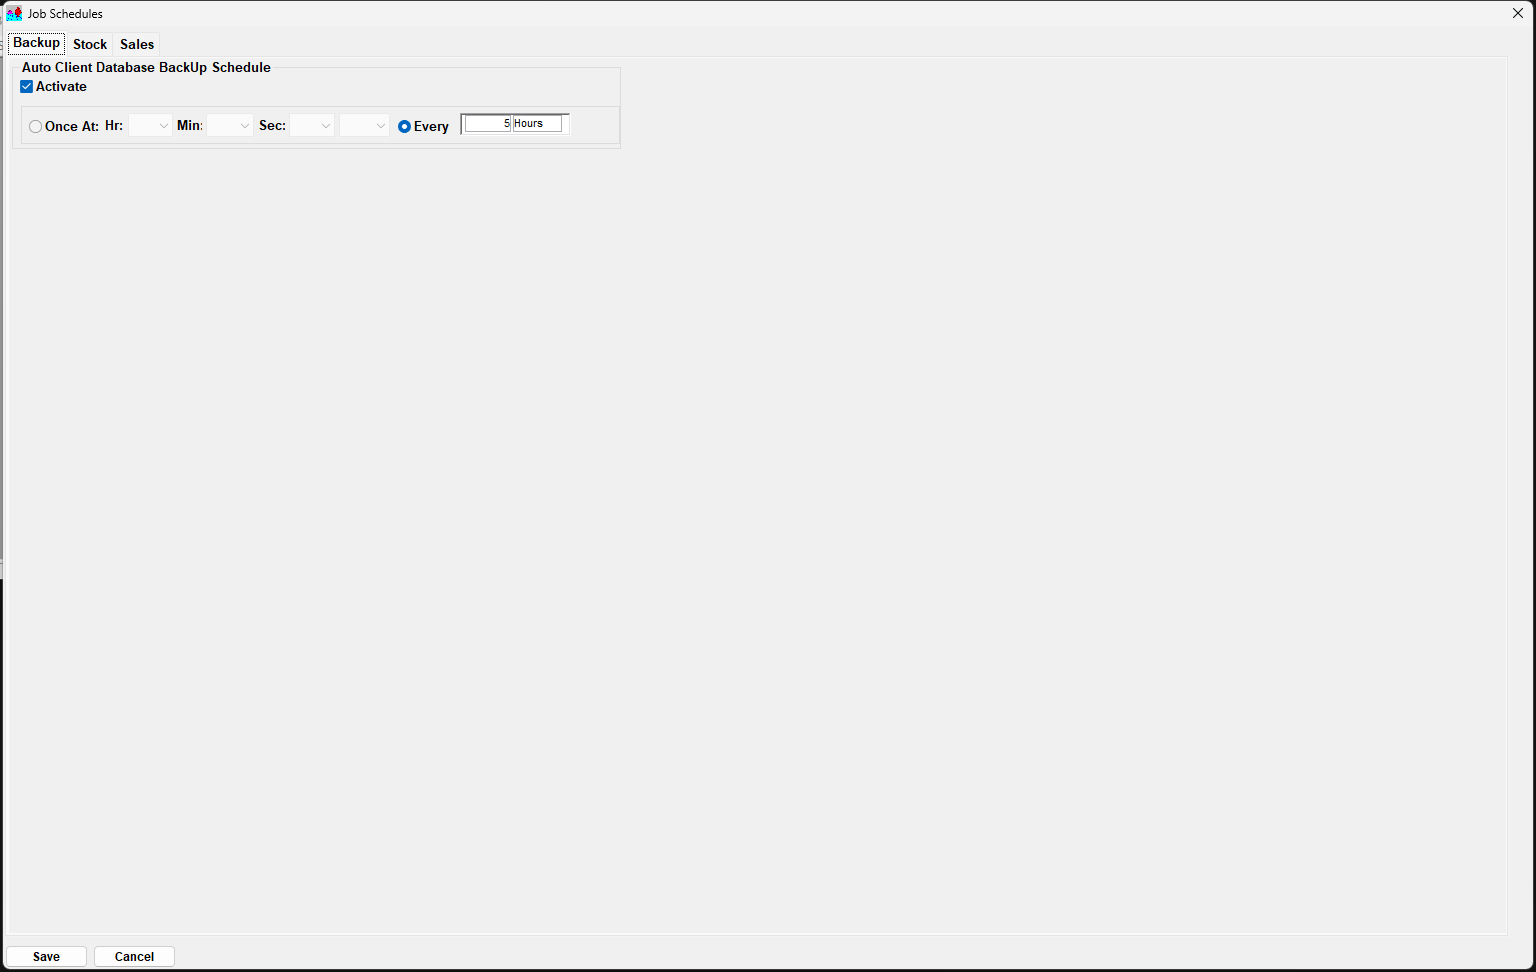 Job Schedules
Backup Stock Sales
Auto Client Database BackUp Schedule
Activate
Once At: Hr: Min: Sec: Every 5 Hours
Save Cancel